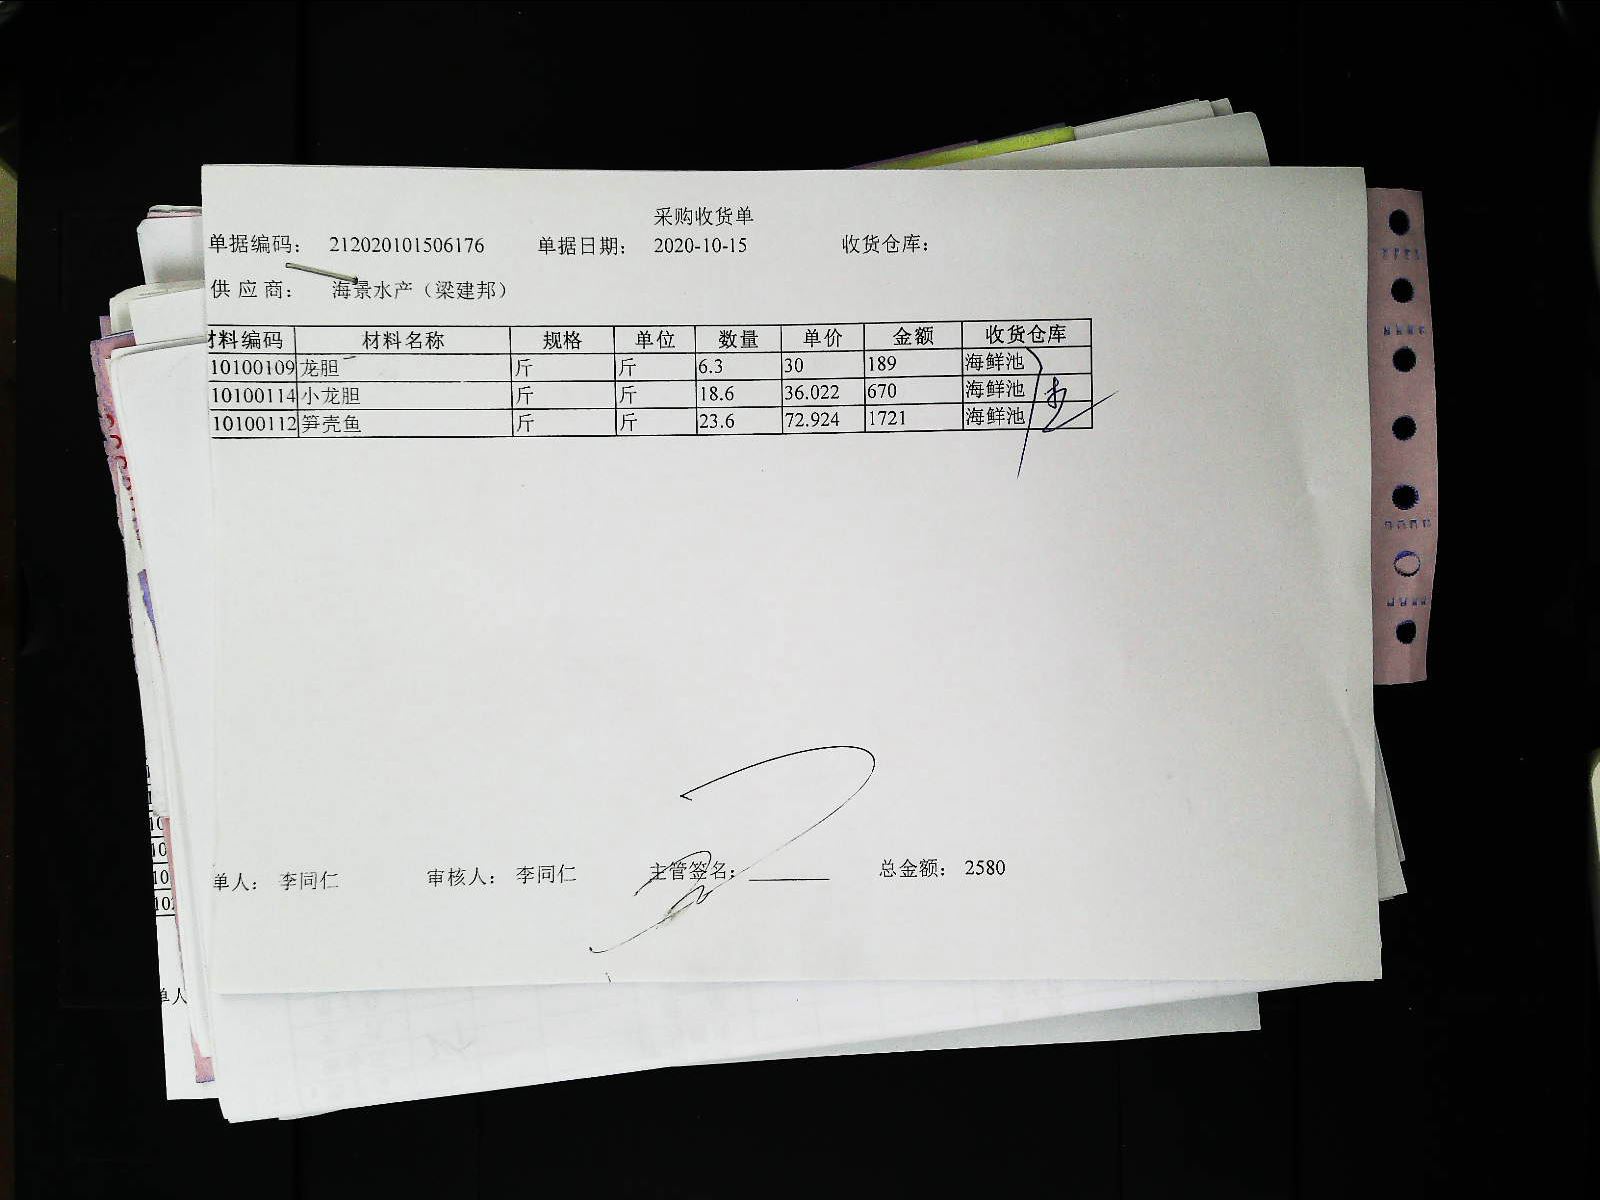 采购收货单
单据编码： 212020101506176 单据日期： 2020-10-15 收货仓库：
供 应 商： 海景水产（梁建邦）
材料编码 材料名称 规格 单位 数量 单价 金额 收货仓库
10100109 龙胆 斤 斤 6.3 30 189 海鲜池
10100114 小龙胆 斤 斤 18.6 36.022 670 海鲜池
10100112 笋壳鱼 斤 斤 23.6 72.924 1721 海鲜池
单人： 李同仁 审核人： 李同仁 主管签名： 总金额： 2580
单人